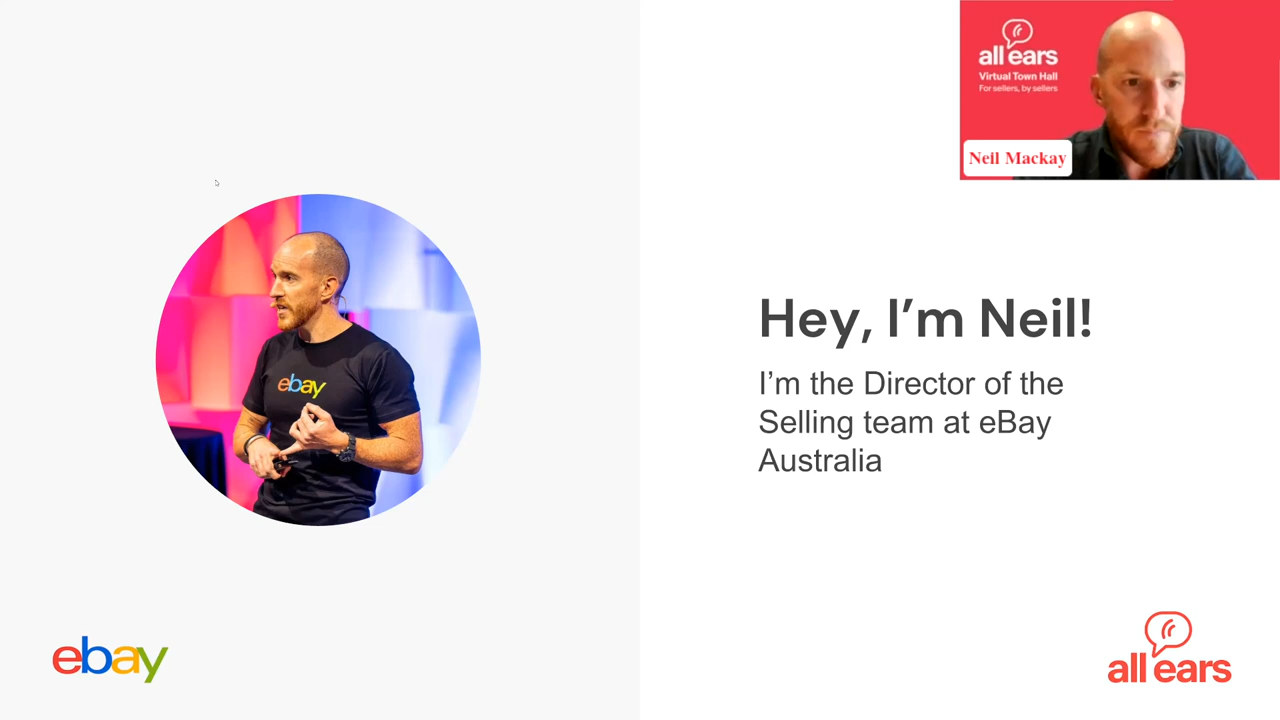 all ears
Virtual Town Hall
For sellers, by sellers
Neil Mackay
ebay
Hey, I’m Neil!
I’m the Director of the
Selling team at eBay
Australia
ebay
all ears